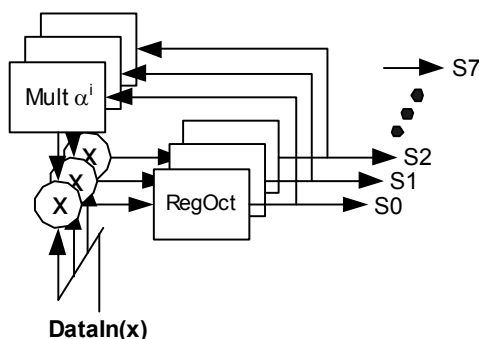 S7
Mult αⁱ
X
S2
X
S1
X
RegOct
S0
DataIn(x)